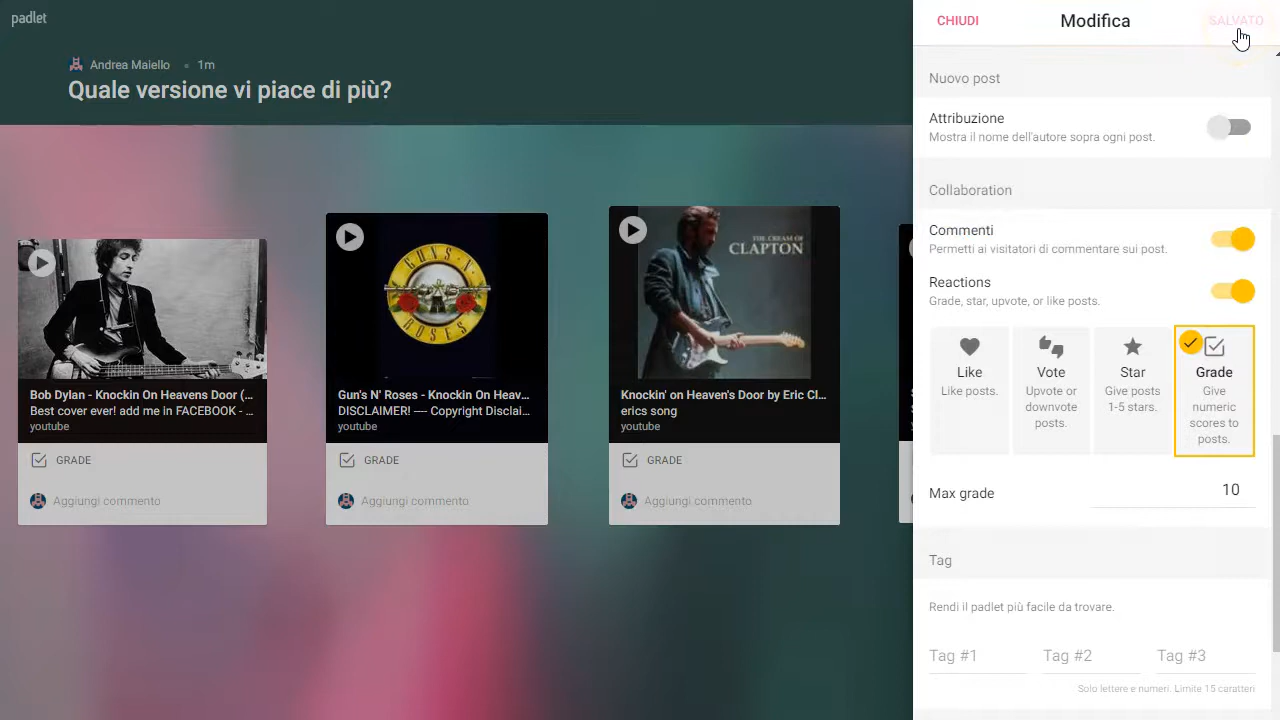 padlet
Andrea Maiello • 1m
Quale versione vi piace di più?
THE CREAM OF
CLAPTON
GUNS N'
ROSES
Bob Dylan - Knockin On Heavens Door (...
Best cover ever! add me in FACEBOOK - ...
youtube
GRADE
Aggiungi commento
Gun's N' Roses - Knockin On Heav...
DISCLAIMER! –– Copyright Disclai...
youtube
GRADE
Aggiungi commento
Knockin' on Heaven's Door by Eric Cl...
erics song
youtube
GRADE
Aggiungi commento
CHIUDI
Modifica
SALVATO
Nuovo post
Attribuzione
Mostra il nome dell'autore sopra ogni post.
Collaboration
Commenti
Permetti ai visitatori di commentare sui post.
Reactions
Grade, star, upvote, or like posts.
Like
Like posts.
Vote
Upvote or
downvote
posts.
Star
Give posts
1-5 stars.
Grade
Give
numeric
scores to
posts.
Max grade
10
Tag
Rendi il padlet più facile da trovare.
Tag #1
Tag #2
Tag #3
Solo lettere e numeri. Limite 15 caratteri